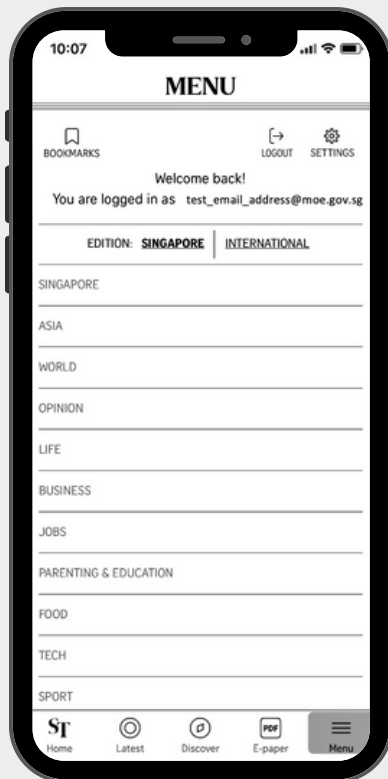 10:07
MENU
BOOKMARKS LOGOUT SETTINGS
Welcome back!
You are logged in as test_email_address@moe.gov.sg
EDITION: SINGAPORE INTERNATIONAL
SINGAPORE
ASIA
WORLD
OPINION
LIFE
BUSINESS
JOBS
PARENTING & EDUCATION
FOOD
TECH
SPORT
ST PDF
Home Latest Discover E-paper Menu